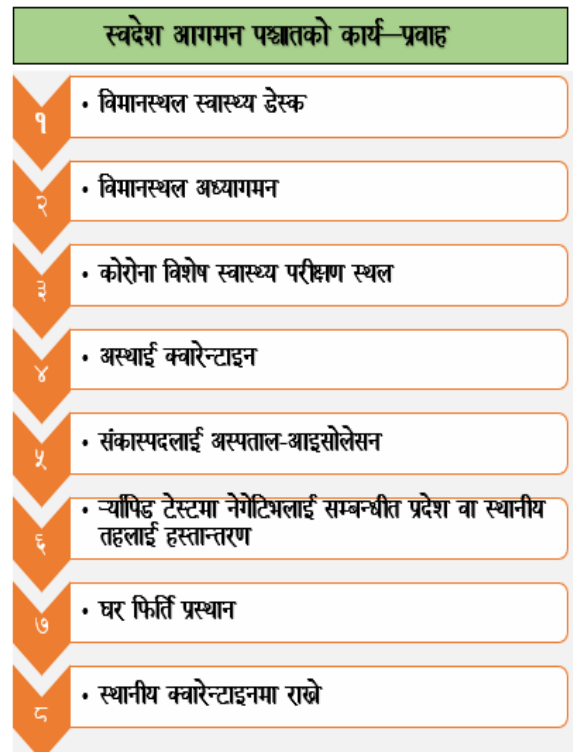 स्वदेश आगमन पश्चातको कार्य–प्रवाह
१
• विमानस्थल स्वास्थ्य डेस्क
२
• विमानस्थल अध्यागमन
३
• कोरोना विशेष स्वास्थ्य परीक्षण स्थल
४
• अस्थाई क्वारेन्टाइन
५
• संकास्पदलाई अस्पताल-आइसोलेसन
६
• र्‍यापिड टेस्टमा नेगेटिभलाई सम्बन्धीत प्रदेश वा स्थानीय
तहलाई हस्तान्तरण
७
• घर फिर्ति प्रस्थान
८
• स्थानीय क्वारेन्टाइनमा राख्ने